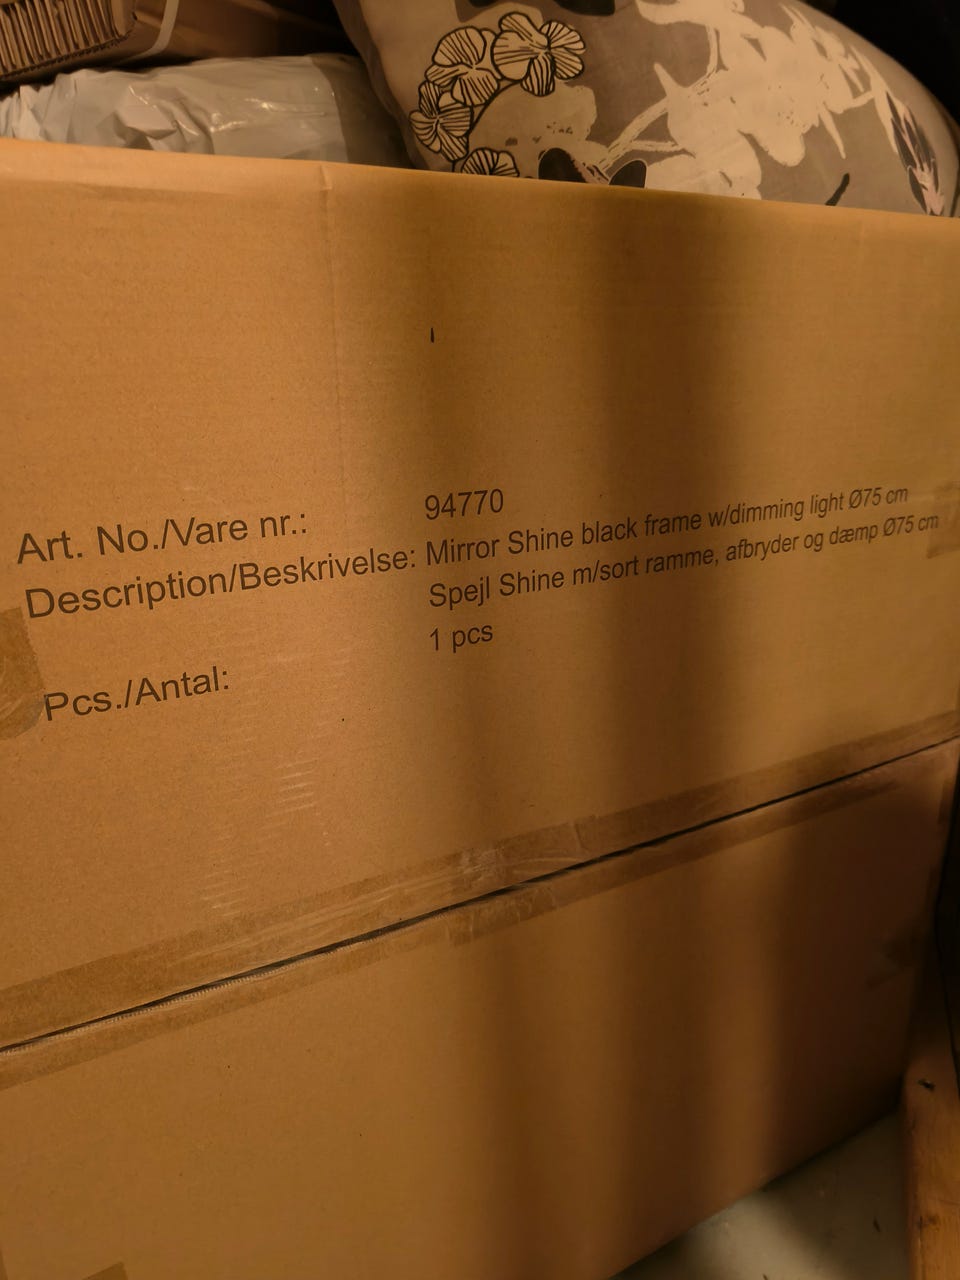 Art. No./Vare nr.: 94770
Description/Beskrivelse: Mirror Shine black frame w/dimming light Ø75 cm
Spejl Shine m/sort ramme, afbryder og dæmp Ø75 cm
Pcs./Antal: 1 pcs